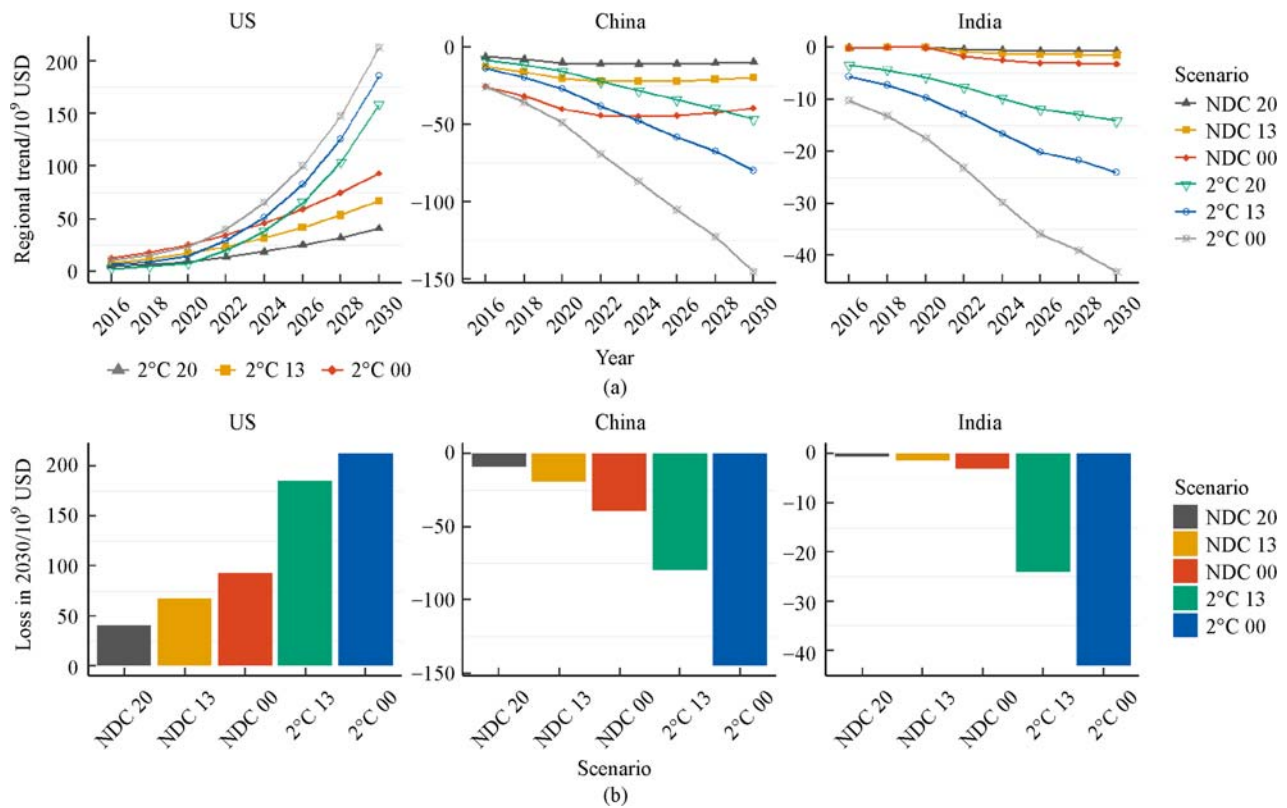 US
China
India
Regional trend/10⁹ USD
200
150
100
50
0
2016 2018 2020 2022 2024 2026 2028 2030
0
−50
−100
−150
2016 2018 2020 2022 2024 2026 2028 2030
0
−10
−20
−30
−40
2016 2018 2020 2022 2024 2026 2028 2030
Scenario
NDC 20
NDC 13
NDC 00
2°C 20
2°C 13
2°C 00
Year
2°C 20 2°C 13 2°C 00
(a)
US
China
India
Loss in 2030/10⁹ USD
200
150
100
50
0
NDC 20 NDC 13 NDC 00 2°C 13 2°C 00
0
−50
−100
−150
NDC 20 NDC 13 NDC 00 2°C 13 2°C 00
0
−10
−20
−30
−40
NDC 20 NDC 13 NDC 00 2°C 13 2°C 00
Scenario
NDC 20
NDC 13
NDC 00
2°C 13
2°C 00
Scenario
(b)